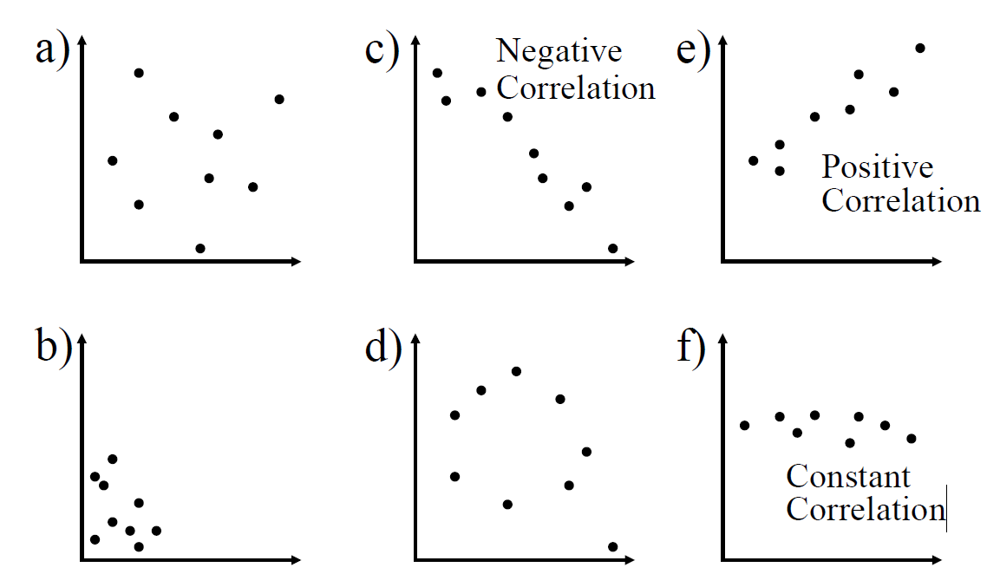 a)
c)
Negative
Correlation
e)
Positive
Correlation
b)
d)
f)
Constant
Correlation